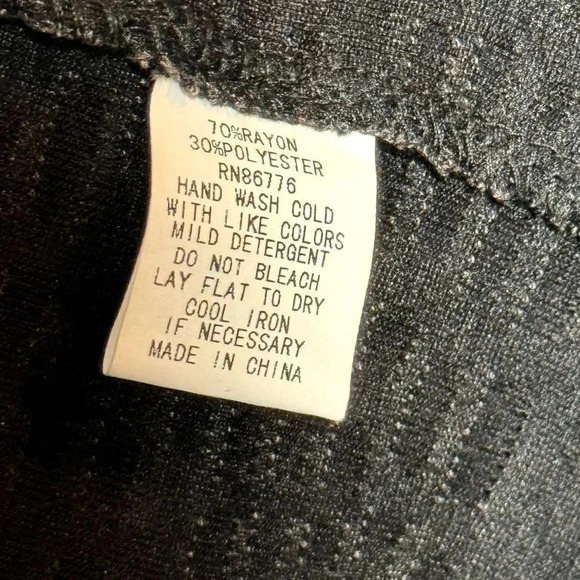 70%RAYON
30%POLYESTER
RN86776
HAND WASH COLD
WITH LIKE COLORS
MILD DETERGENT
DO NOT BLEACH
LAY FLAT TO DRY
COOL IRON
IF NECESSARY
MADE IN CHINA